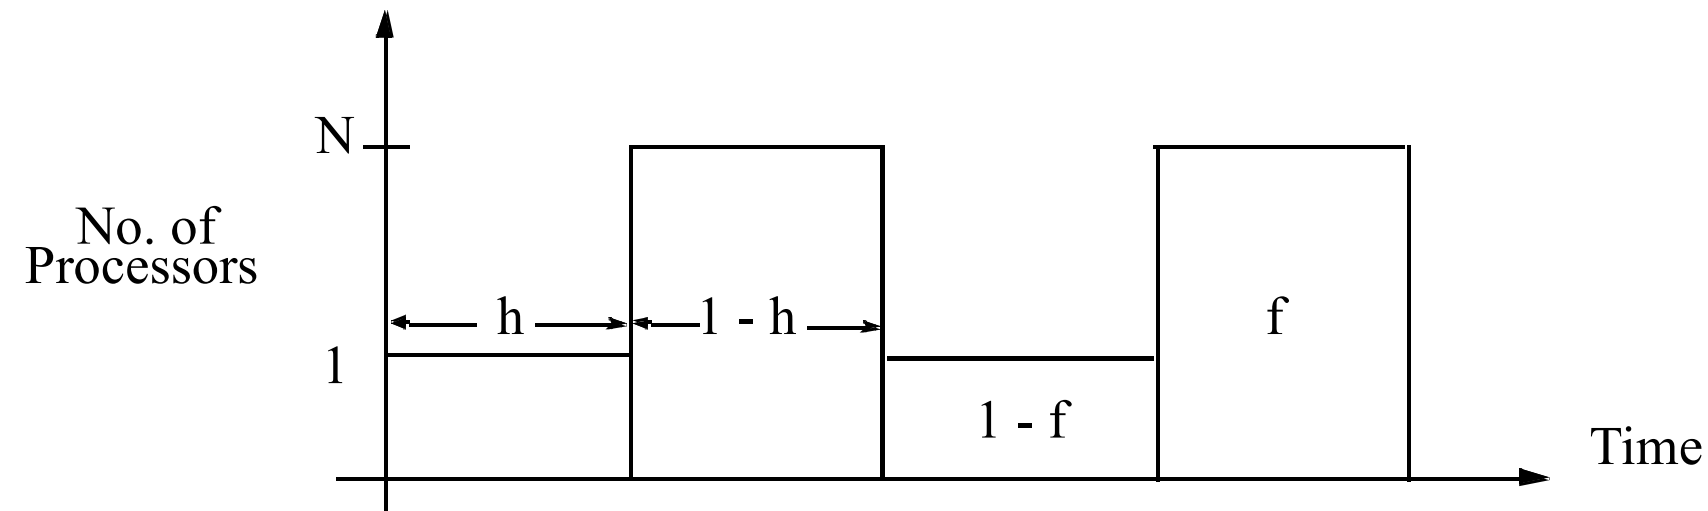 N
No. of
Processors
h
1 - h
f
1
1 - f
Time